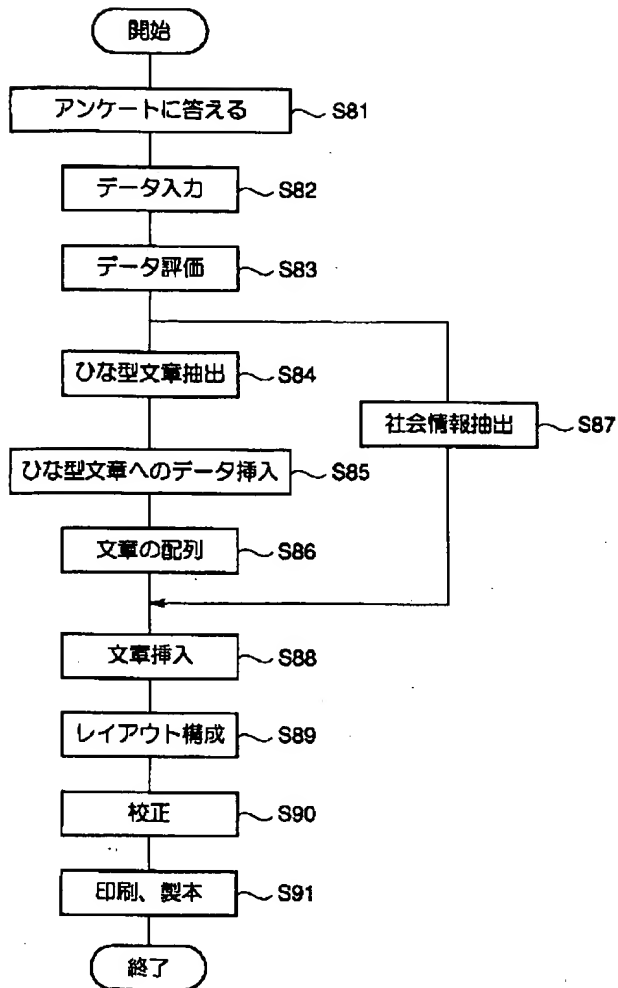 開始
アンケートに答える S81
データ入力 S82
データ評価 S83
ひな型文章抽出 S84
社会情報抽出 S87
ひな型文章へのデータ挿入 S85
文章の配列 S86
文章挿入 S88
レイアウト構成 S89
校正 S90
印刷、製本 S91
終了